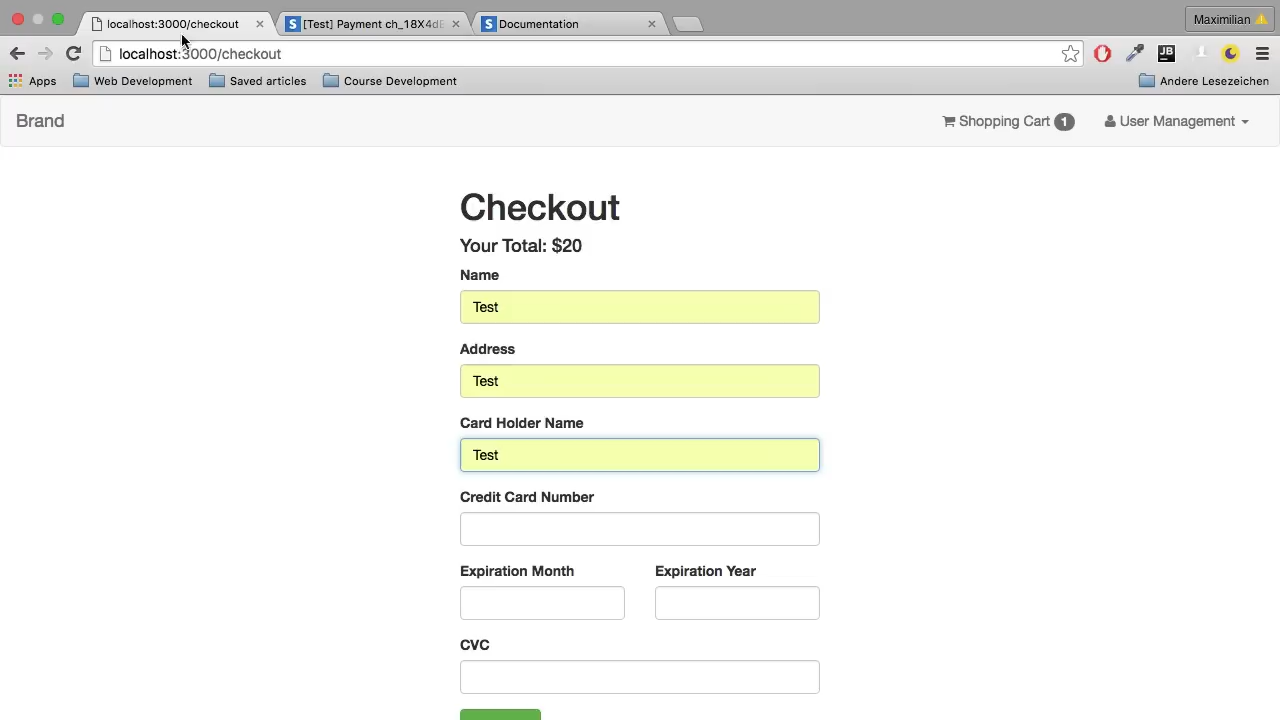 localhost:3000/checkout
[Test] Payment ch_18X4d
Documentation
Maximilian
localhost:3000/checkout
JB
Apps
Web Development
Saved articles
Course Development
Andere Lesezeichen
Brand
Shopping Cart 1
User Management
Checkout
Your Total: $20
Name
Test
Address
Test
Card Holder Name
Test
Credit Card Number
Expiration Month Expiration Year
CVC